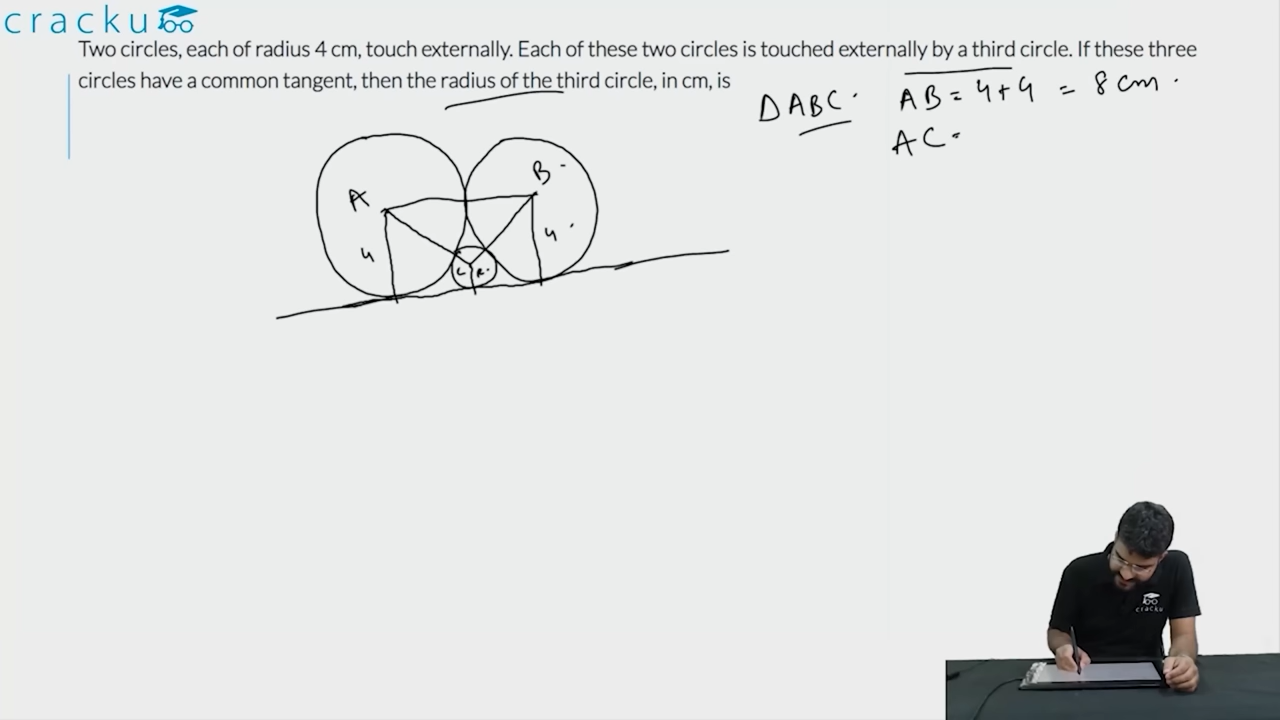 cracku
Two circles, each of radius 4 cm, touch externally. Each of these two circles is touched externally by a third circle. If these three
circles have a common tangent, then the radius of the third circle, in cm, is
△ABC. AB = 4+4 = 8 cm.
AC =
A
B
4
4
C R
cracku